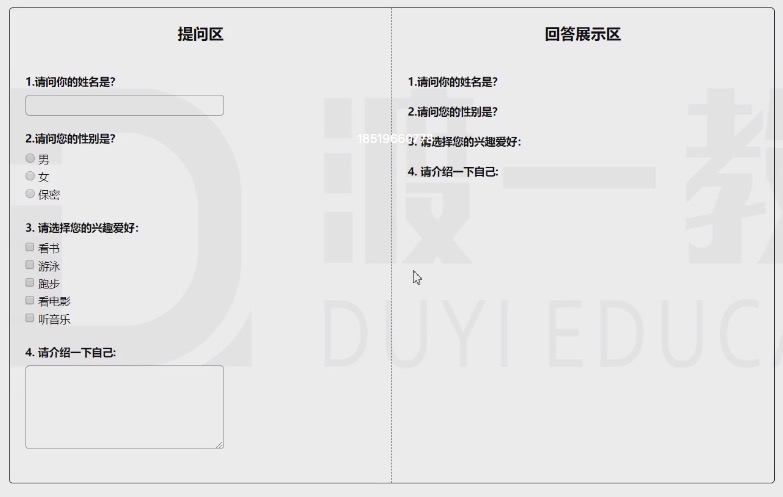 提问区
1.请问你的姓名是?
2.请问您的性别是?
男
女
保密
3. 请选择您的兴趣爱好:
看书
游泳
跑步
看电影
听音乐
4. 请介绍一下自己:
回答展示区
1.请问你的姓名是?
2.请问您的性别是?
3. 请选择您的兴趣爱好:
4. 请介绍一下自己:
渡一教
DUYI EDUC